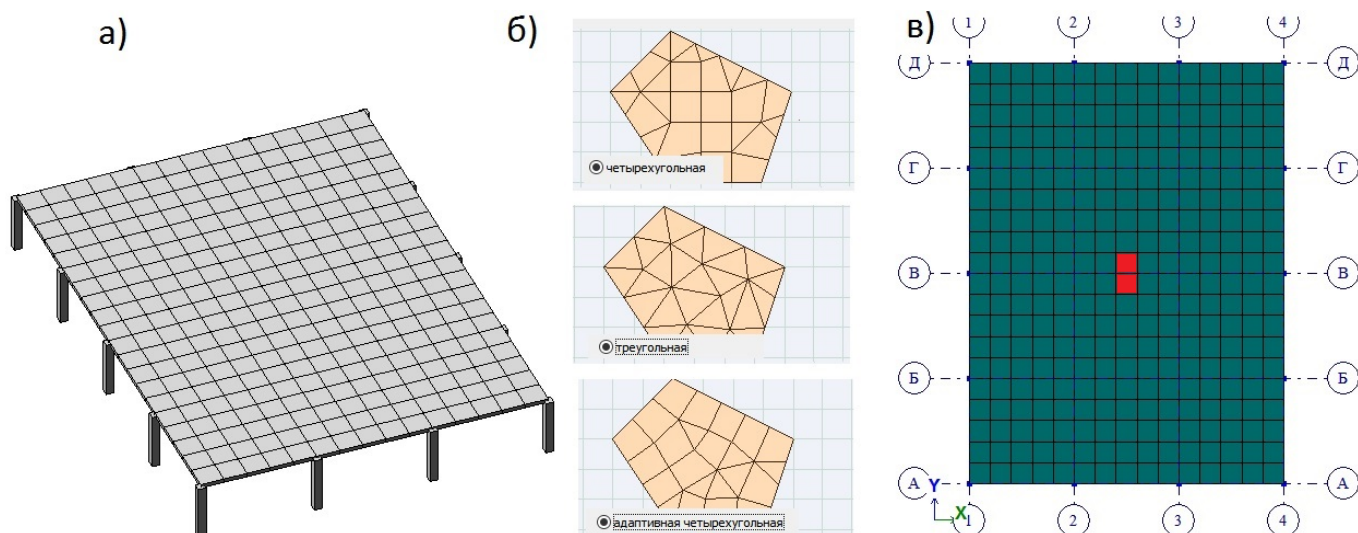 а)
б)
в)
четырехугольная
треугольная
адаптивная четырехугольная
1 2 3 4
Д Д
Г Г
В В
Б Б
А А
Y
X
1 2 3 4